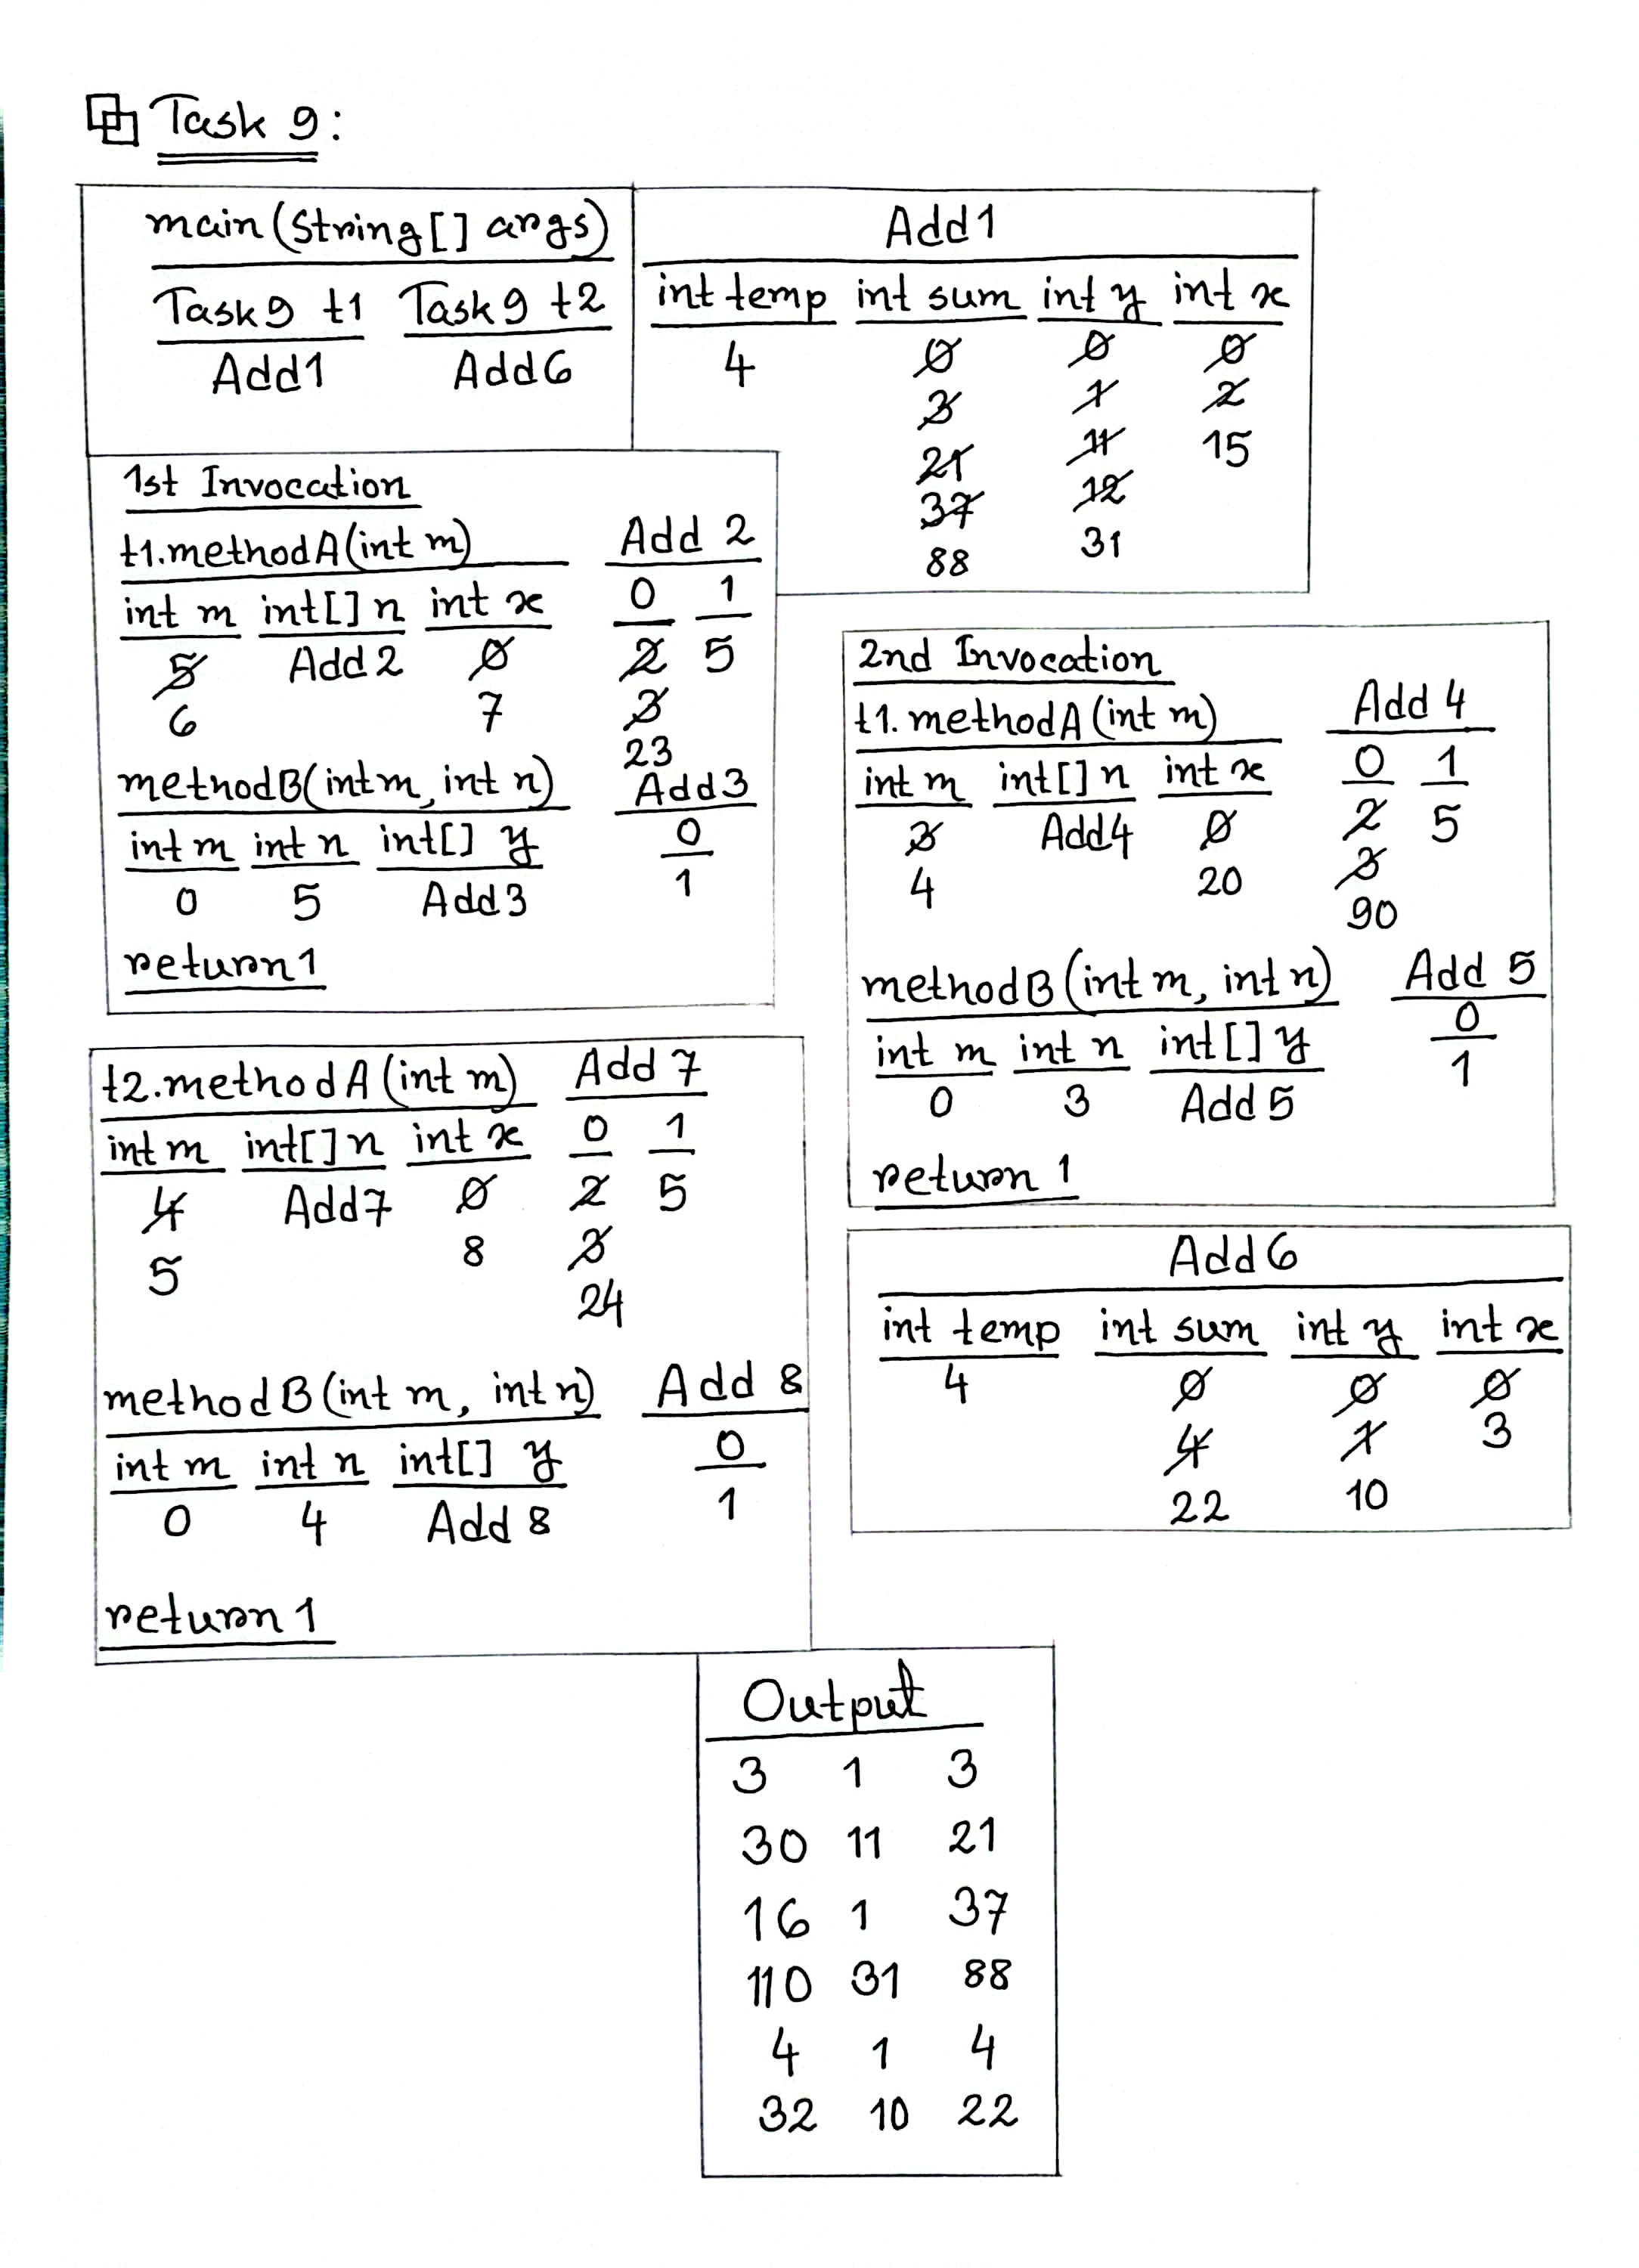 Task 9:
main(String[] args)
Task9 t1 Task9 t2
Add1 Add6
Add1
int temp int sum int y int x
4 0 0 0
3 1 2
21 11 15
37 12
88 31
1st Invocation
t1.methodA(int m) Add 2
int m int[] n int x 0 1
5 Add2 0 2 5
6 7 3
23
methodB(int m, int n) Add3
int m int n int[] y 0
0 5 Add3 1
return 1
2nd Invocation
t1. methodA(int m) Add 4
int m int[] n int x 0 1
3 Add4 0 2 5
4 20 3
90
methodB(int m, int n) Add 5
int m int n int[] y 0
0 3 Add 5 1
return 1
t2.methodA(int m) Add 7
int m int[] n int x 0 1
4 Add7 0 2 5
5 8 3
24
methodB(int m, int n) Add 8
int m int n int[] y 0
0 4 Add 8 1
return 1
Add 6
int temp int sum int y int x
4 0 0 0
4 1 3
22 10
Output
3 1 3
30 11 21
16 1 37
110 31 88
4 1 4
32 10 22